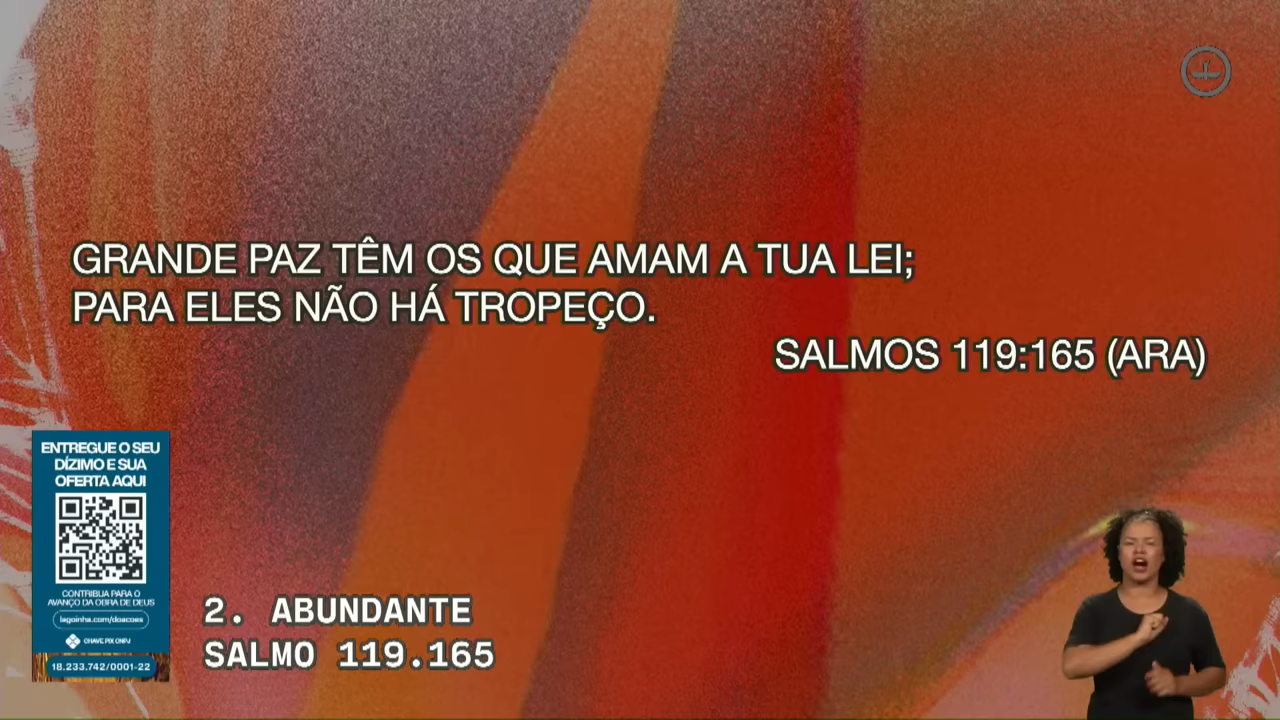 GRANDE PAZ TÊM OS QUE AMAM A TUA LEI;
PARA ELES NÃO HÁ TROPEÇO.
SALMOS 119:165 (ARA)
ENTREGUE O SEU
DÍZIMO E SUA
OFERTA AQUI
CONTRIBUA PARA O
AVANÇO DA OBRA DE DEUS
lagoinha.com/doacoes
CHAVE PIX CNPJ
18.233.742/0001-22
2. ABUNDANTE
SALMO 119.165